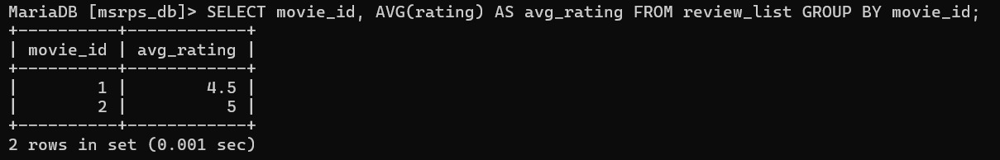 MariaDB [msrps_db]> SELECT movie_id, AVG(rating) AS avg_rating FROM review_list GROUP BY movie_id;
+----------+------------+
| movie_id | avg_rating |
+----------+------------+
|        1 |        4.5 |
|        2 |          5 |
+----------+------------+
2 rows in set (0.001 sec)